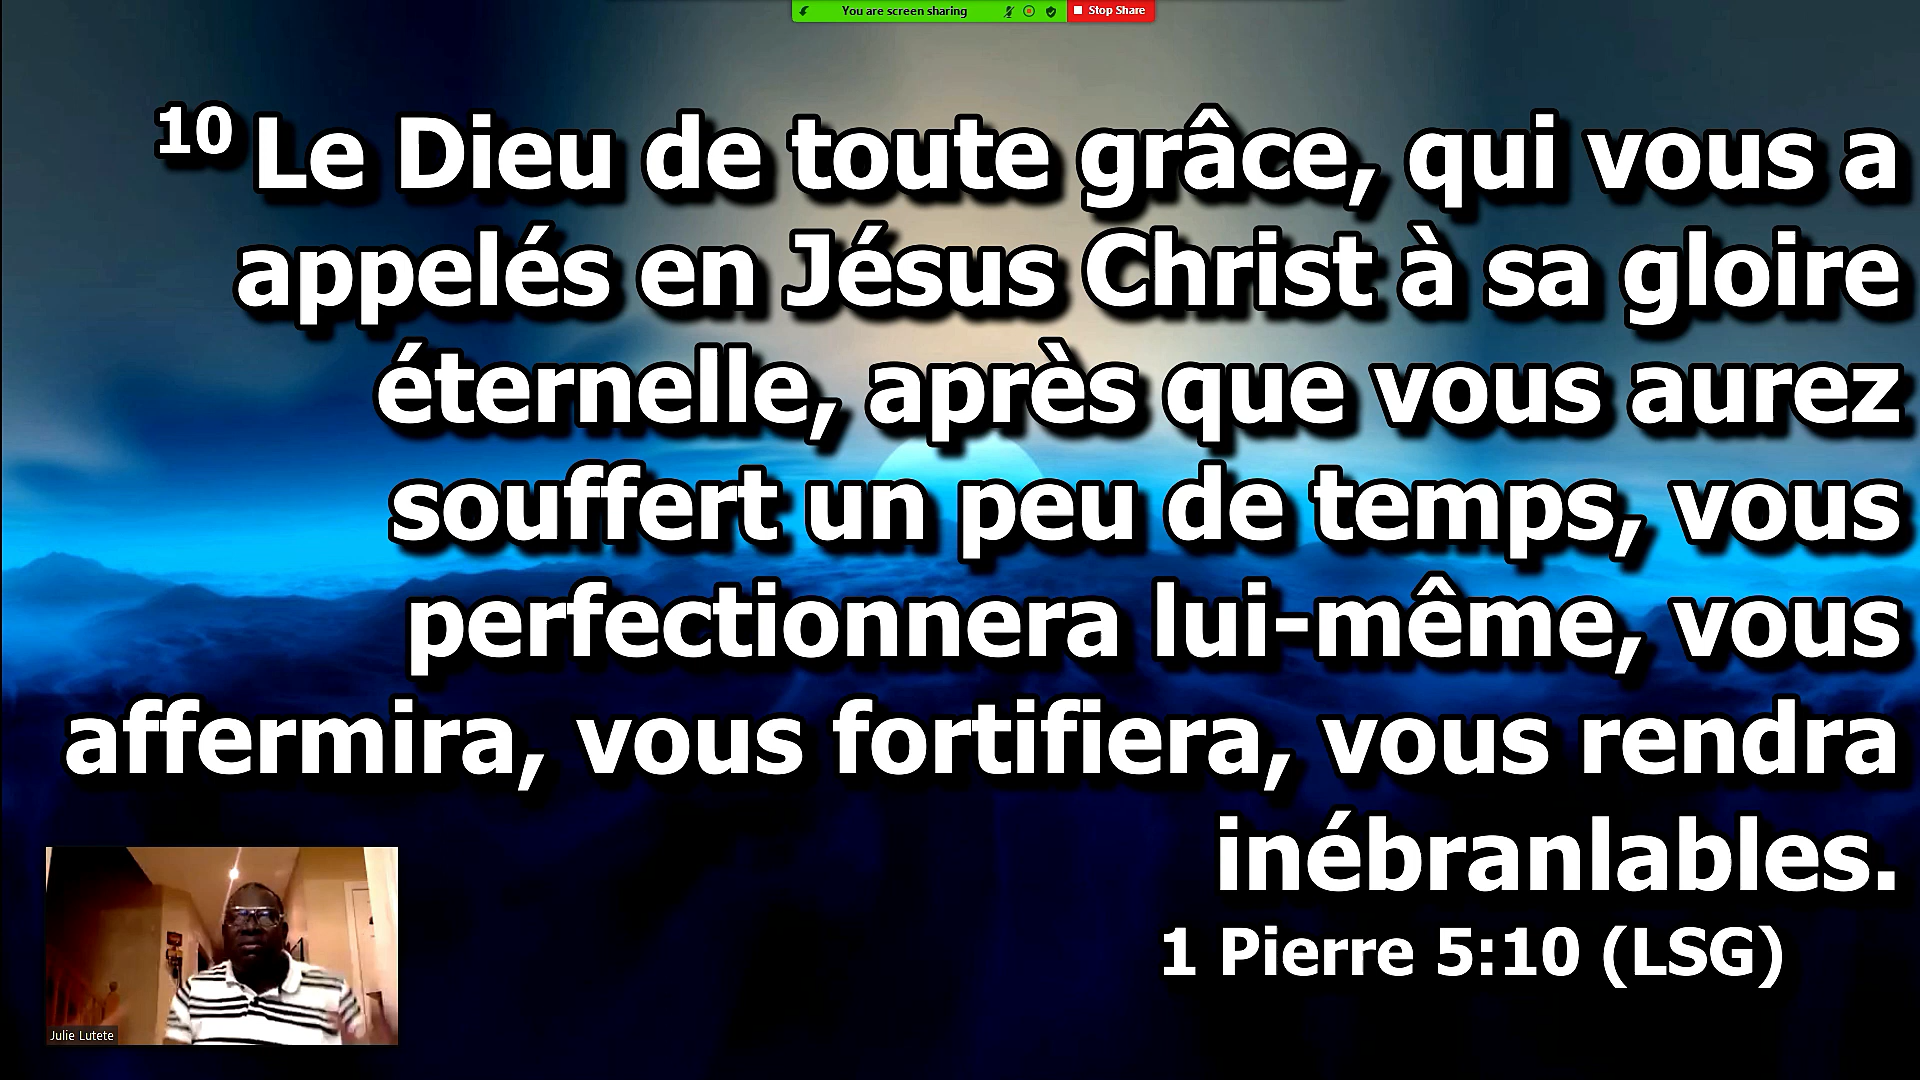 You are screen sharing
Stop Share
10 Le Dieu de toute grâce, qui vous a
appelés en Jésus Christ à sa gloire
éternelle, après que vous aurez
souffert un peu de temps, vous
perfectionnera lui-même, vous
affermira, vous fortifiera, vous rendra
inébranlables.
1 Pierre 5:10 (LSG)
Julie Lutete